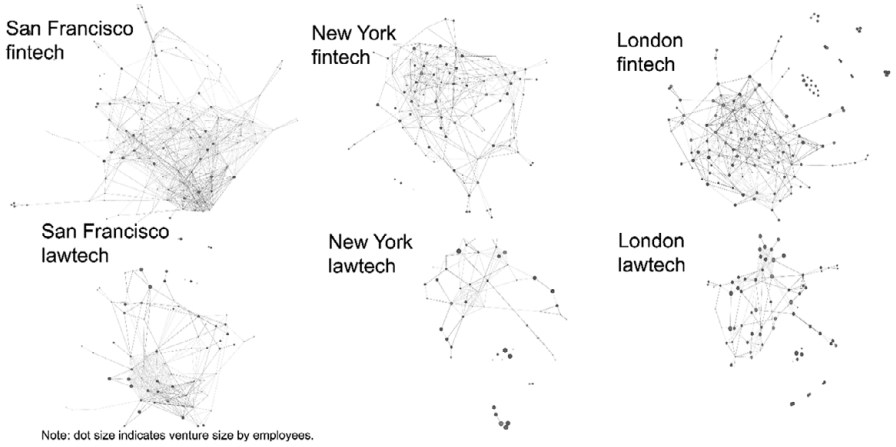 San Francisco
fintech
New York
fintech
London
fintech
San Francisco
lawtech
New York
lawtech
London
lawtech
Note: dot size indicates venture size by employees.